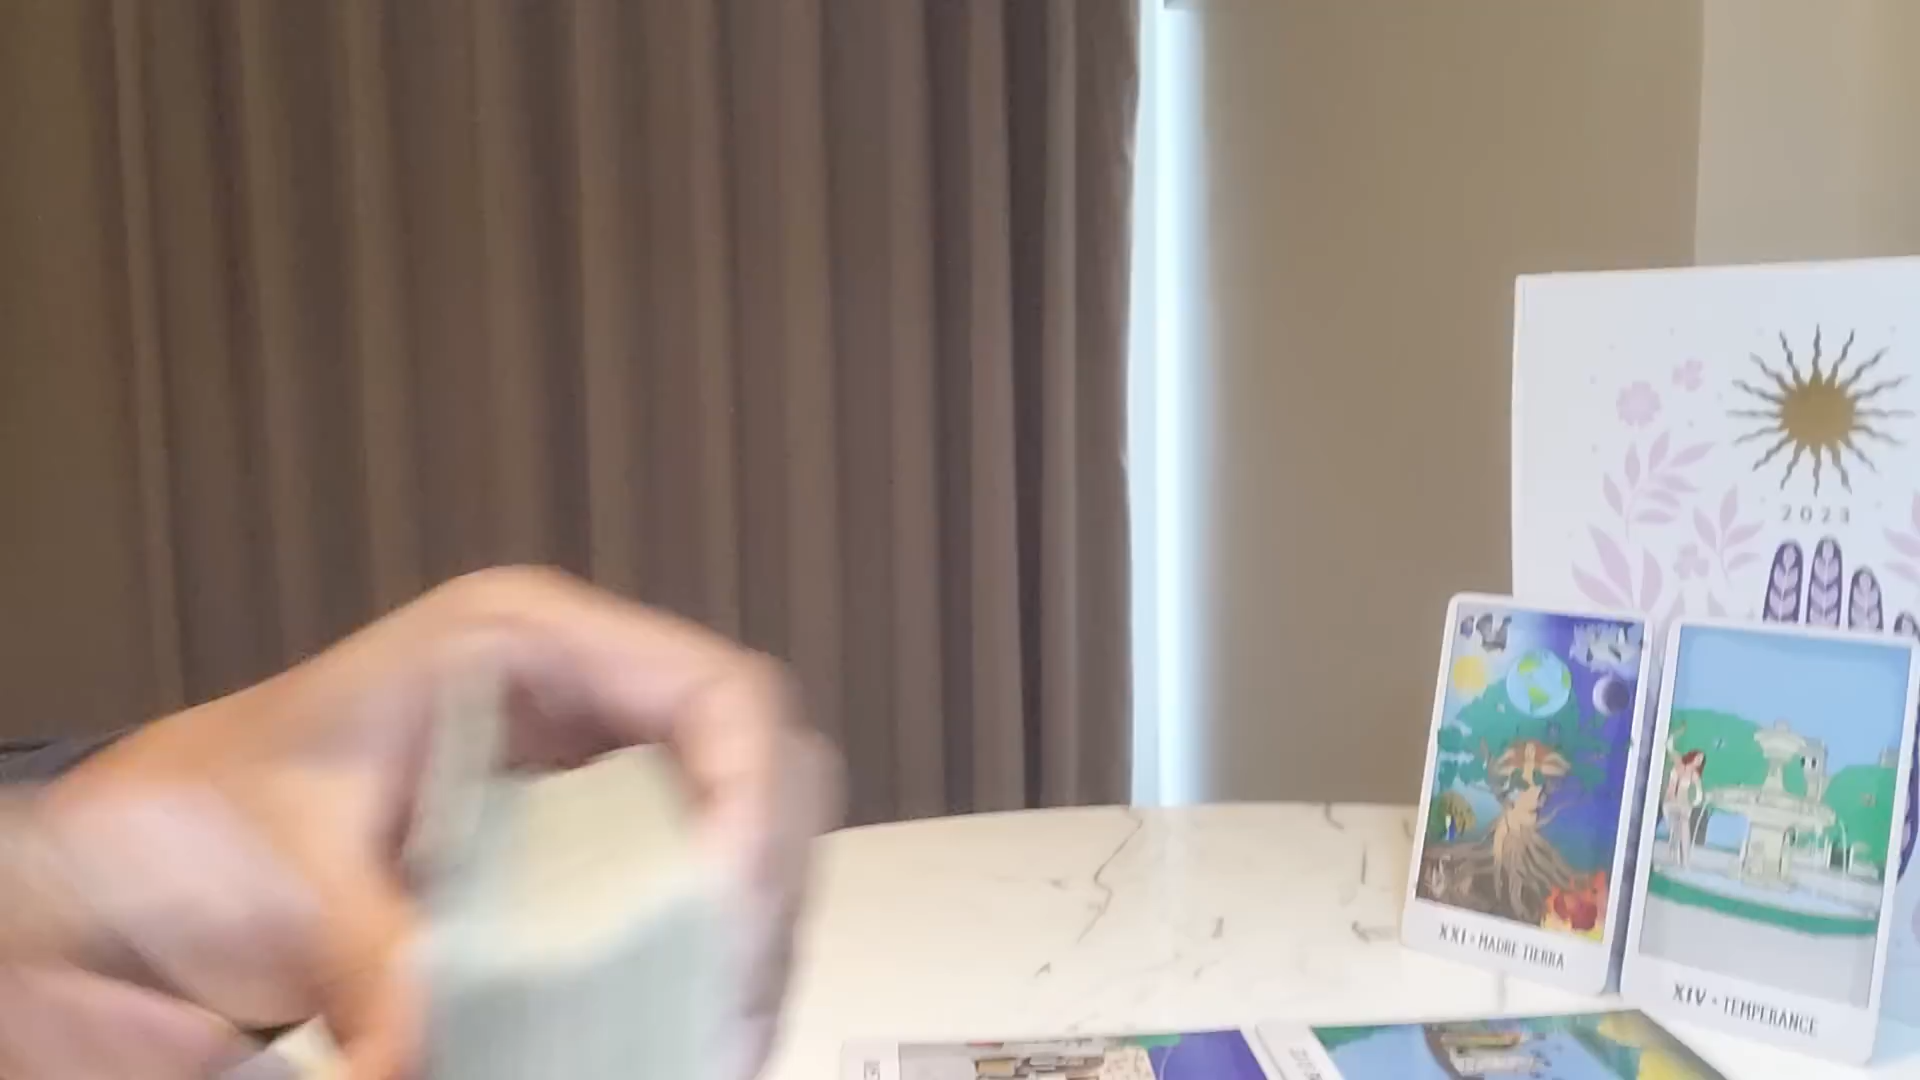 2023
XXI • MADRE TIERRA
XIV • TEMPERANCE